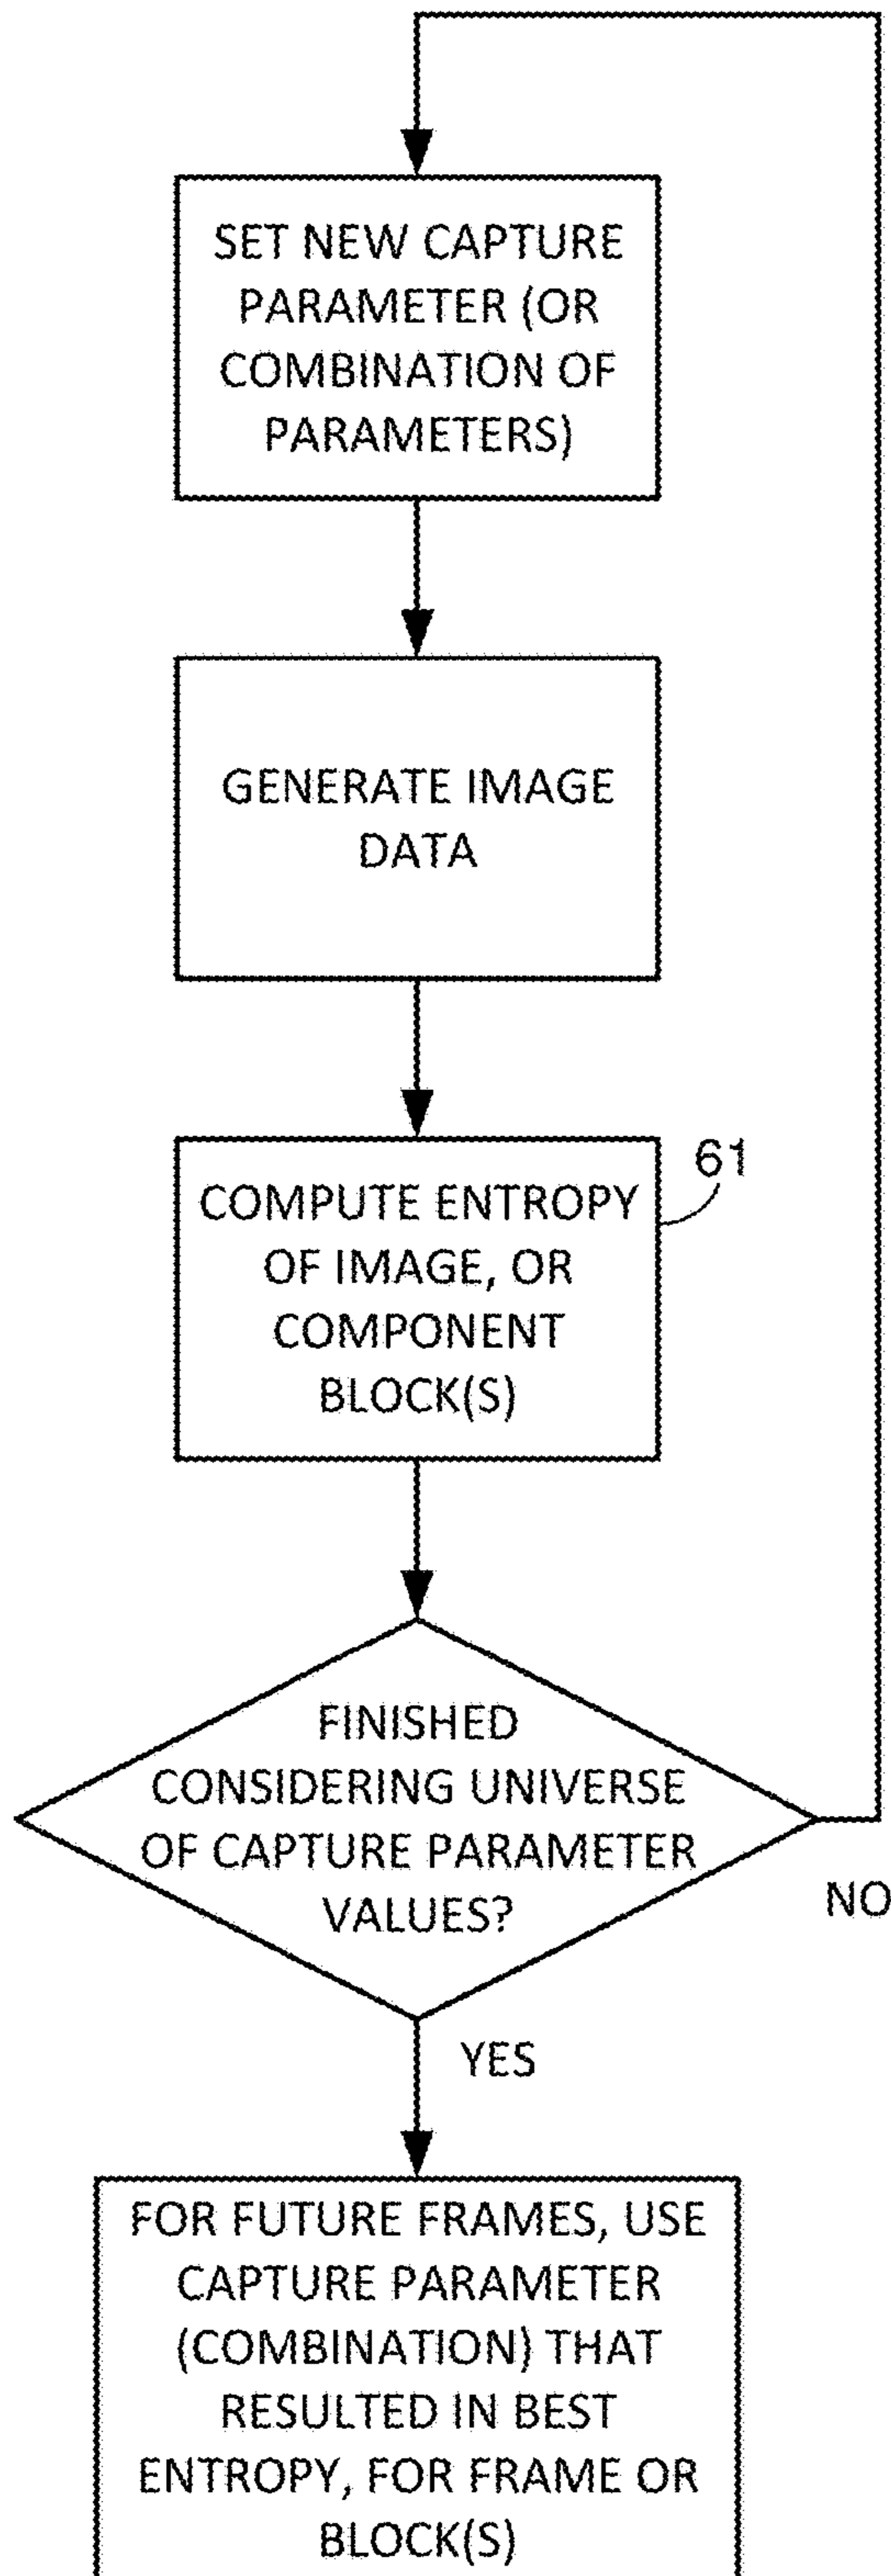 SET NEW CAPTURE
PARAMETER (OR
COMBINATION OF
PARAMETERS)
GENERATE IMAGE
DATA
61
COMPUTE ENTROPY
OF IMAGE, OR
COMPONENT
BLOCK(S)
FINISHED
CONSIDERING UNIVERSE
OF CAPTURE PARAMETER
VALUES?
NO
YES
FOR FUTURE FRAMES, USE
CAPTURE PARAMETER
(COMBINATION) THAT
RESULTED IN BEST
ENTROPY, FOR FRAME OR
BLOCK(S)